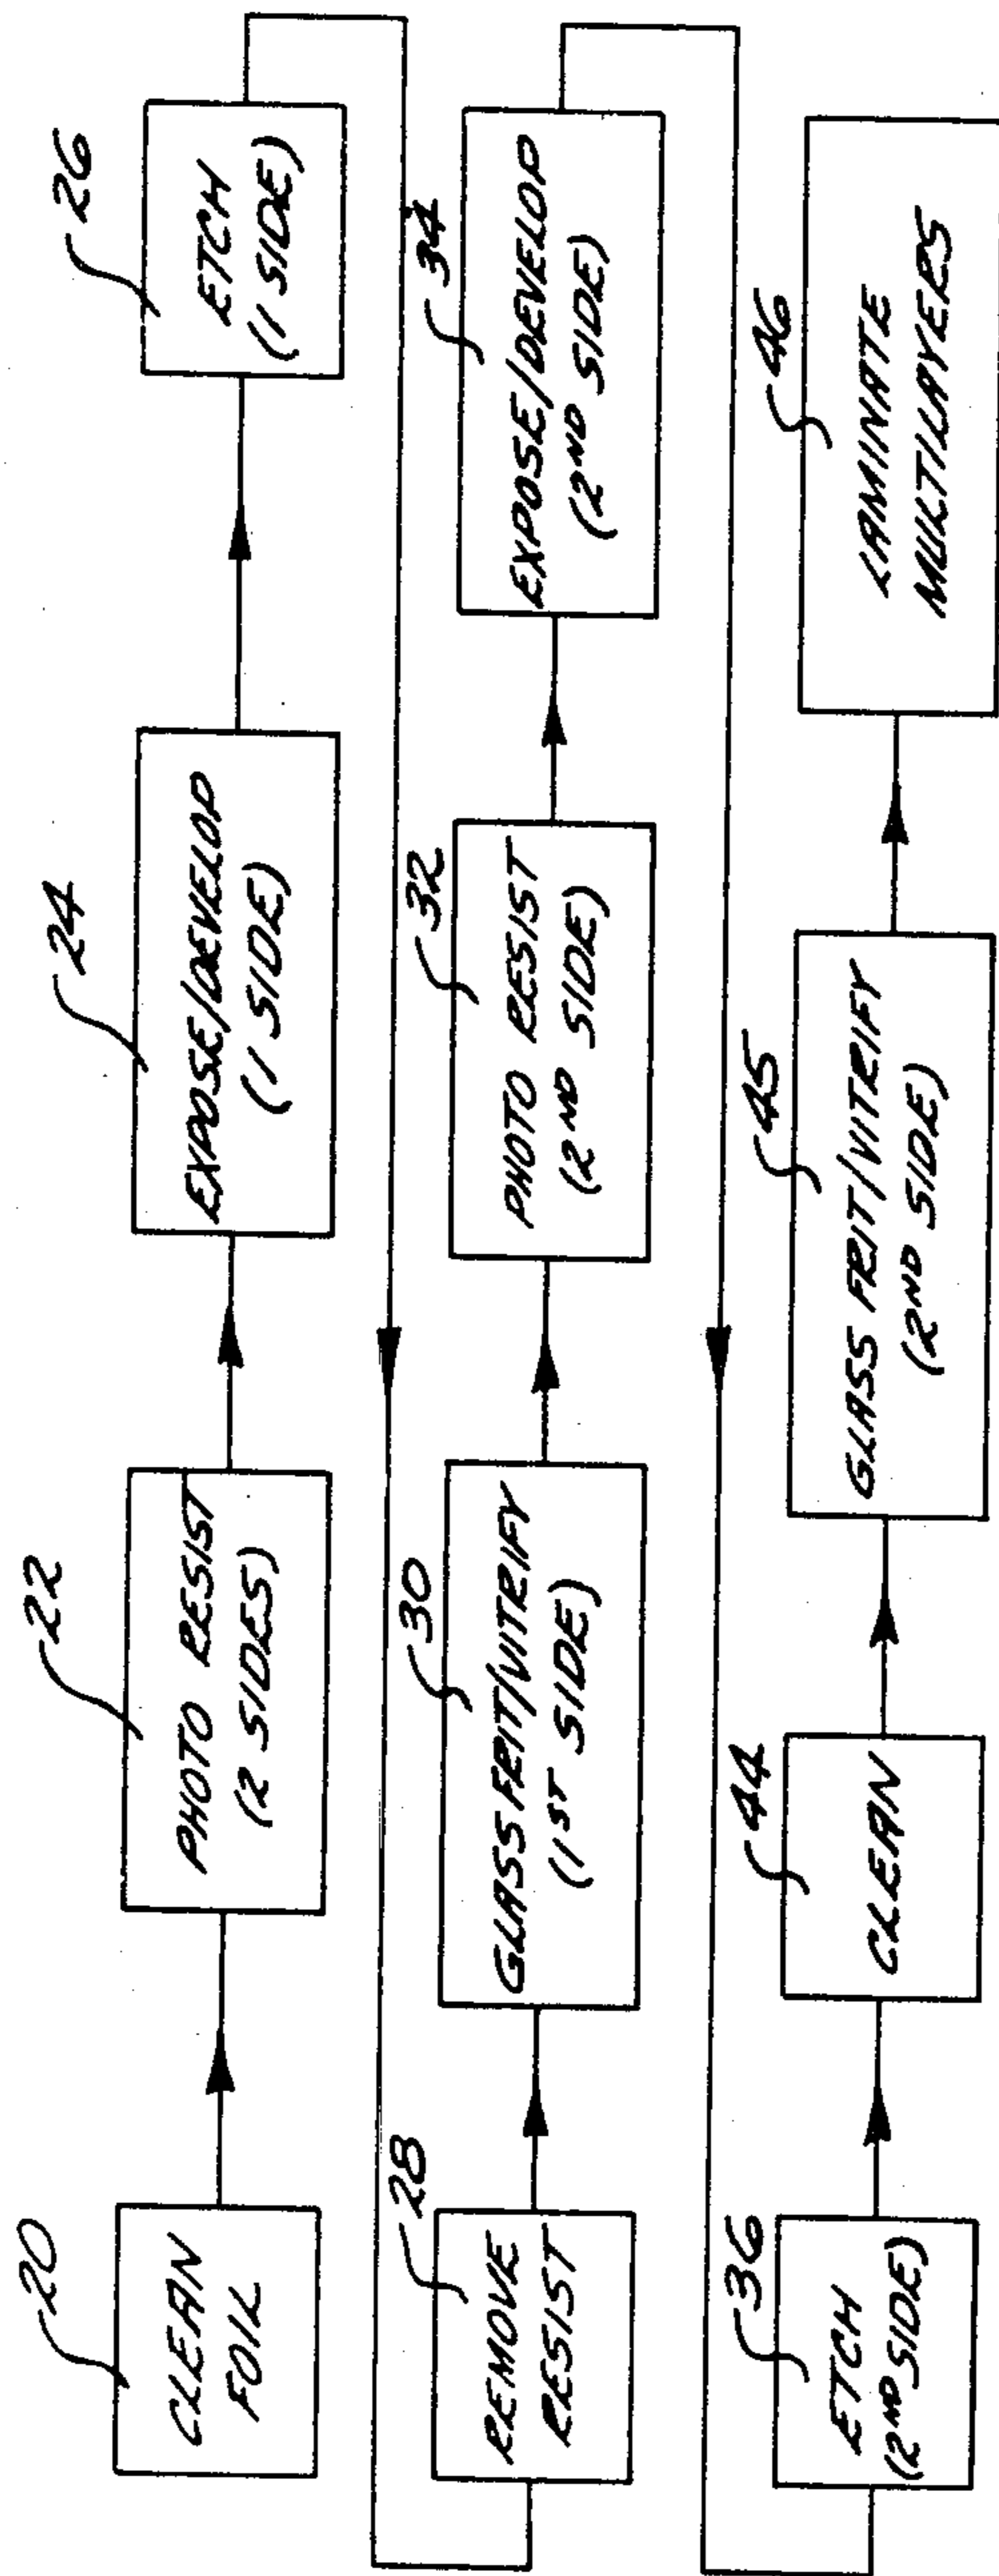 20
CLEAN
FOIL
22
PHOTO RESIST
(2 SIDES)
24
EXPOSE/DEVELOP
(1 SIDE)
26
ETCH
(1 SIDE)
28
REMOVE
RESIST
30
GLASS FRIT/VITRIFY
(1ST SIDE)
32
PHOTO RESIST
(2ND SIDE)
34
EXPOSE/DEVELOP
(2ND SIDE)
36
ETCH
(2ND SIDE)
44
CLEAN
45
GLASS FRIT/VITRIFY
(2ND SIDE)
46
LAMINATE
MULTILAYERS